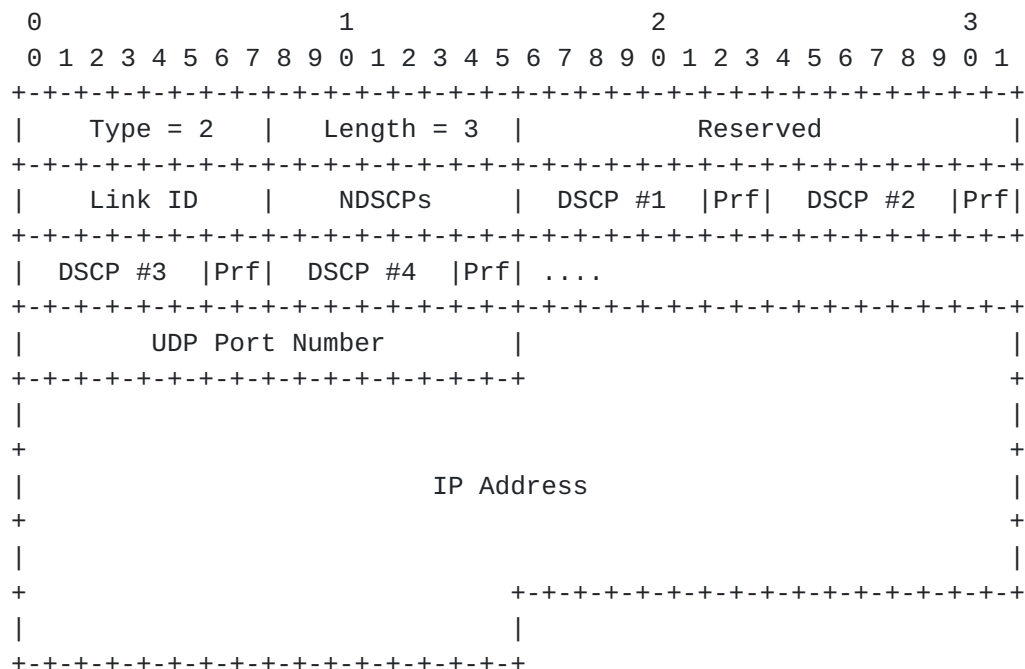 0                   1                   2                   3
 0 1 2 3 4 5 6 7 8 9 0 1 2 3 4 5 6 7 8 9 0 1 2 3 4 5 6 7 8 9 0 1
+-+-+-+-+-+-+-+-+-+-+-+-+-+-+-+-+-+-+-+-+-+-+-+-+-+-+-+-+-+-+-+-+
|    Type = 2   |   Length = 3  |           Reserved            |
+-+-+-+-+-+-+-+-+-+-+-+-+-+-+-+-+-+-+-+-+-+-+-+-+-+-+-+-+-+-+-+-+
|    Link ID    |    NDSCPs     |  DSCP #1  |Prf|  DSCP #2  |Prf|
+-+-+-+-+-+-+-+-+-+-+-+-+-+-+-+-+-+-+-+-+-+-+-+-+-+-+-+-+-+-+-+-+
|  DSCP #3  |Prf|  DSCP #4  |Prf| ....
+-+-+-+-+-+-+-+-+-+-+-+-+-+-+-+-+-+-+-+-+-+-+-+-+-+-+-+-+-+-+-+-+
|        UDP Port Number        |                               |
+-+-+-+-+-+-+-+-+-+-+-+-+-+-+-+-+                               +
|                                                               |
+                                                               +
|                          IP Address                           |
+                                                               +
|                                                               |
+                               +-+-+-+-+-+-+-+-+-+-+-+-+-+-+-+-+
|                               |
+-+-+-+-+-+-+-+-+-+-+-+-+-+-+-+-+